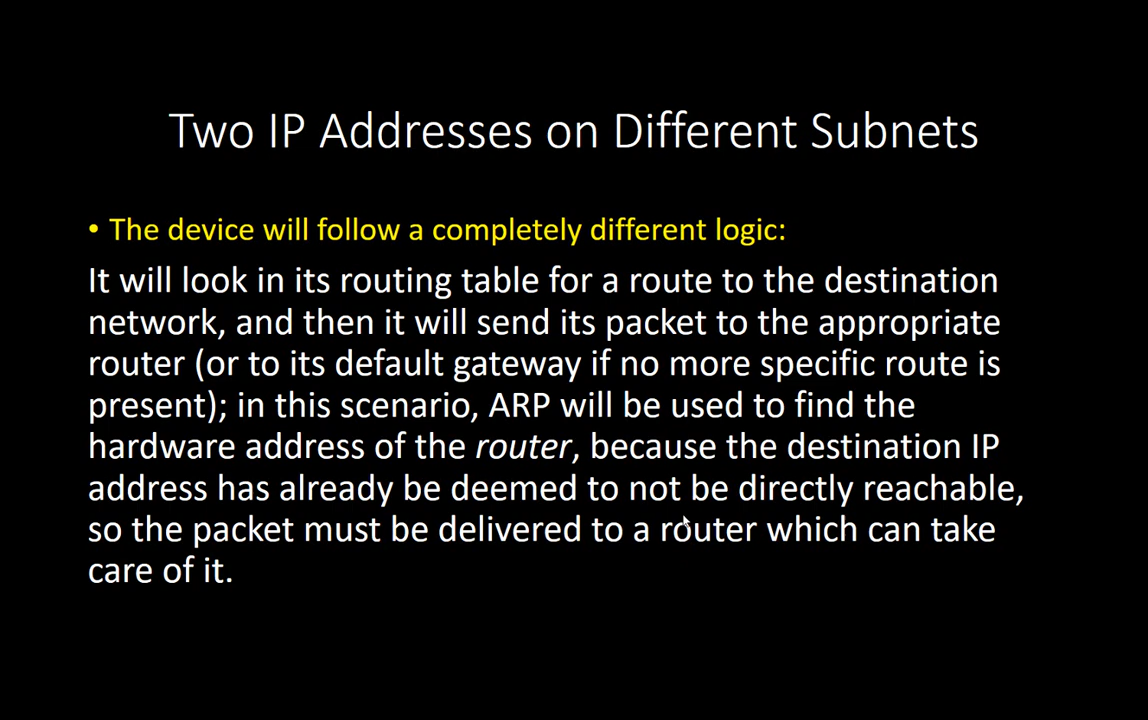 Two IP Addresses on Different Subnets
• The device will follow a completely different logic:
It will look in its routing table for a route to the destination
network, and then it will send its packet to the appropriate
router (or to its default gateway if no more specific route is
present); in this scenario, ARP will be used to find the
hardware address of the router, because the destination IP
address has already be deemed to not be directly reachable,
so the packet must be delivered to a router which can take
care of it.